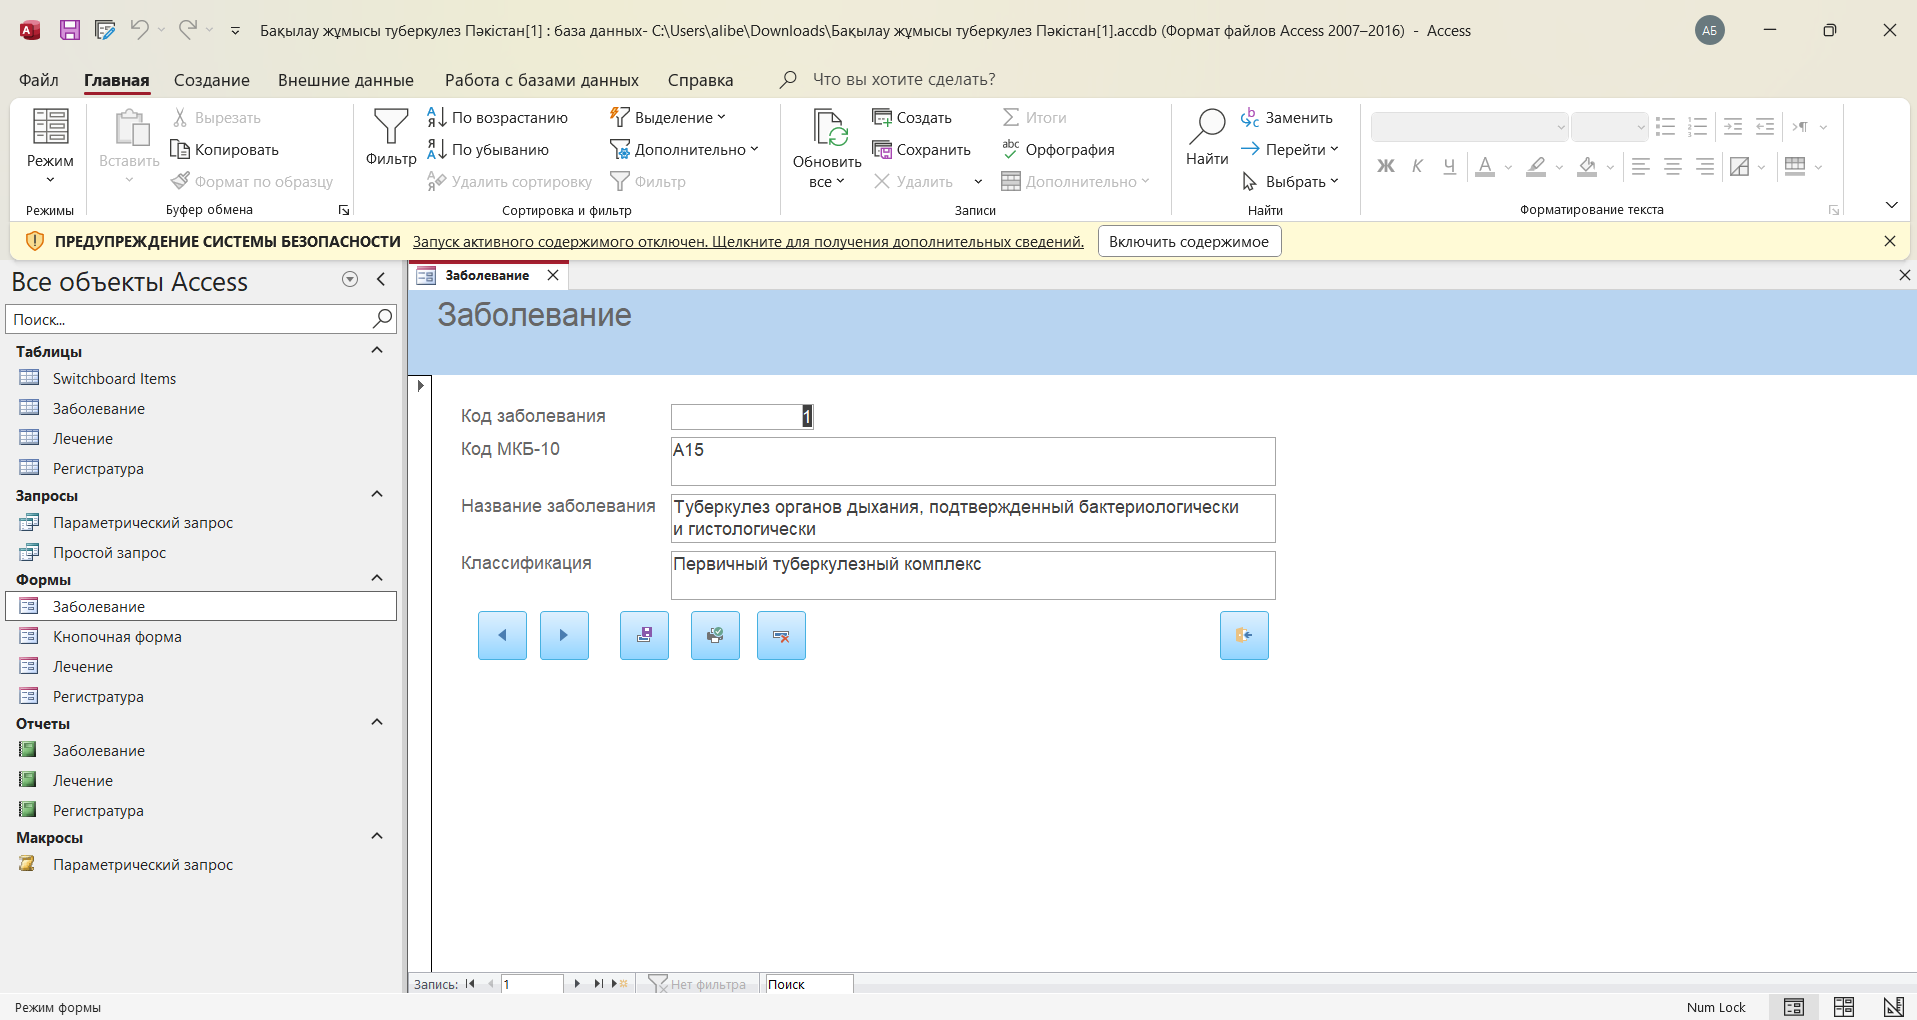 Бақылау жұмысы туберкулез Пәкістан[1] : база данных- C:\Users\alibe\Downloads\Бақылау жұмысы туберкулез Пәкістан[1].accdb (Формат файлов Access 2007–2016) - Access
АБ
Файл Главная Создание Внешние данные Работа с базами данных Справка Что вы хотите сделать?
Режим
Режимы
Вставить
Вырезать
Копировать
Формат по образцу
Буфер обмена
Фильтр
По возрастанию
По убыванию
Удалить сортировку
Выделение
Дополнительно
Фильтр
Сортировка и фильтр
Обновить
все
Создать
Сохранить
Удалить
Итоги
Орфография
Дополнительно
Записи
Найти
Заменить
Перейти
Выбрать
Найти
Ж К Ч А
Форматирование текста
ПРЕДУПРЕЖДЕНИЕ СИСТЕМЫ БЕЗОПАСНОСТИ Запуск активного содержимого отключен. Щелкните для получения дополнительных сведений. Включить содержимое
Все объекты Access
Поиск...
Таблицы
Switchboard Items
Заболевание
Лечение
Регистратура
Запросы
Параметрический запрос
Простой запрос
Формы
Заболевание
Кнопочная форма
Лечение
Регистратура
Отчеты
Заболевание
Лечение
Регистратура
Макросы
Параметрический запрос
Заболевание
Заболевание
Код заболевания 1
Код МКБ-10 A15
Название заболевания Туберкулез органов дыхания, подтвержденный бактериологически
и гистологически
Классификация Первичный туберкулезный комплекс
Запись: 1 Нет фильтра Поиск
Режим формы Num Lock